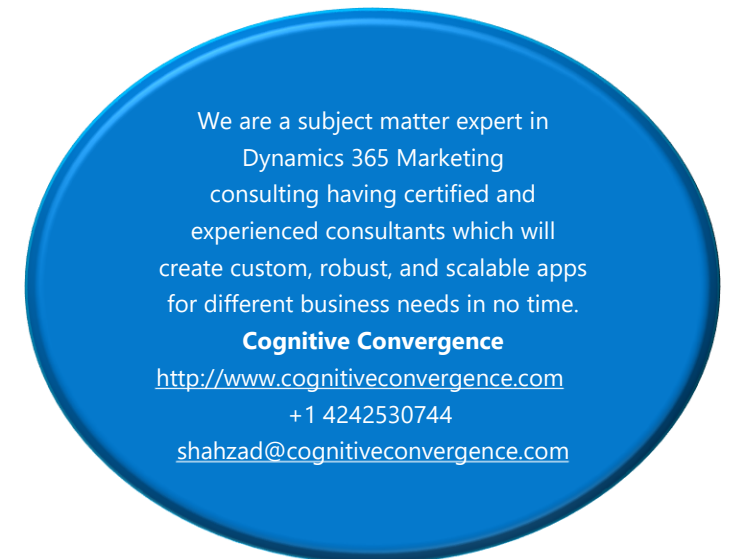 We are a subject matter expert in
Dynamics 365 Marketing
consulting having certified and
experienced consultants which will
create custom, robust, and scalable apps
for different business needs in no time.
Cognitive Convergence
http://www.cognitiveconvergence.com
+1 4242530744
shahzad@cognitiveconvergence.com